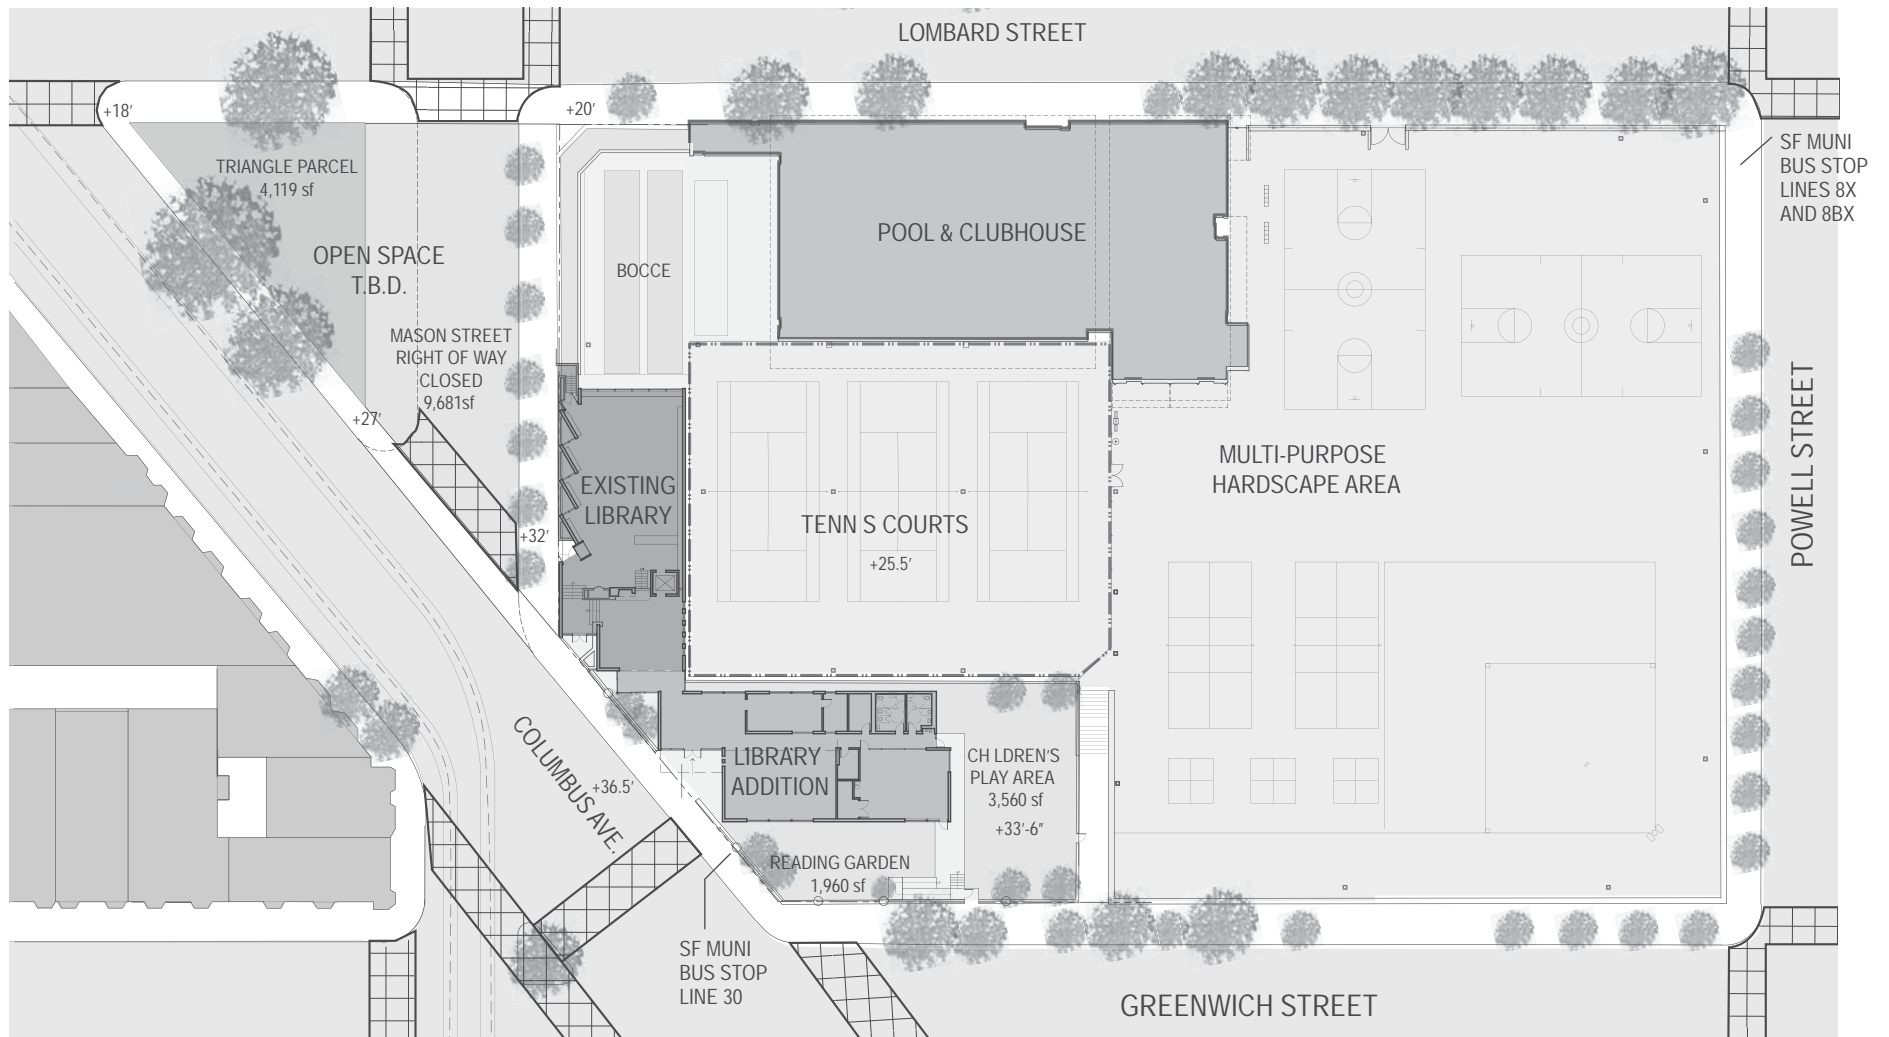 LOMBARD STREET
+18'
+20'
SF MUNI
BUS STOP
LINES 8X
AND 8BX
TRIANGLE PARCEL
4,119 sf
POOL & CLUBHOUSE
OPEN SPACE
T.B.D.
BOCCE
MASON STREET
RIGHT OF WAY
CLOSED
9,681sf
+27'
POWELL STREET
MULTI-PURPOSE
HARDSCAPE AREA
EXISTING
LIBRARY
TENN S COURTS
+25.5'
+32'
COLUMBUS AVE.
+36.5'
LIBRARY
ADDITION
CH LDREN'S
PLAY AREA
3,560 sf
+33'-6"
READING GARDEN
1,960 sf
SF MUNI
BUS STOP
LINE 30
GREENWICH STREET